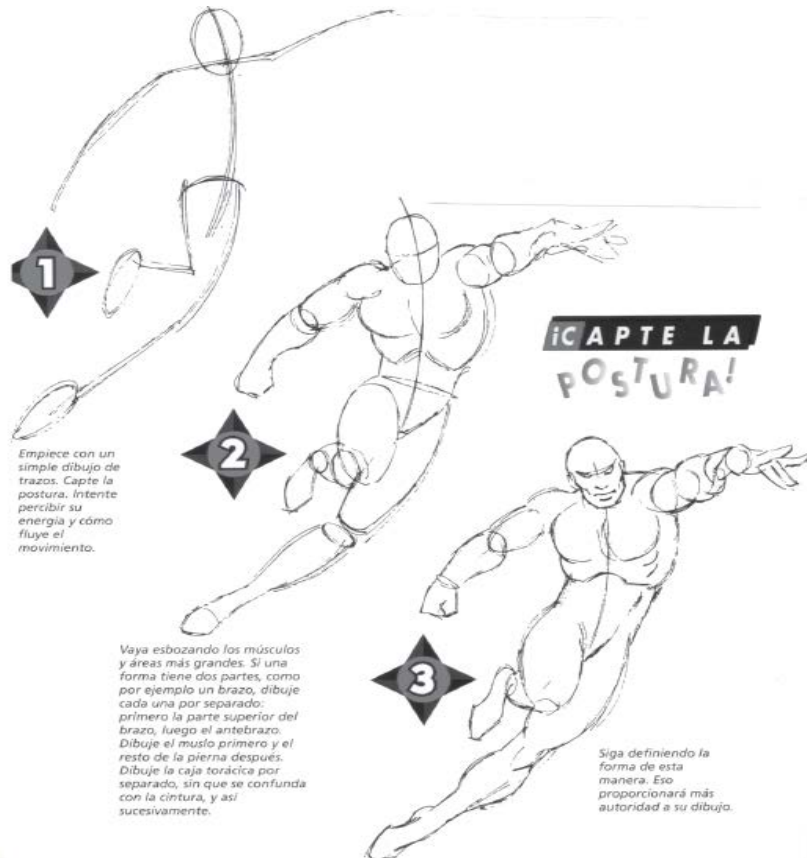 1
Empiece con un
simple dibujo de
trazos. Capte la
postura. Intente
percibir su
energía y cómo
fluye el
movimiento.
¡CAPTE LA
POSTURA!
2
Vaya esbozando los músculos
y áreas más grandes. Si una
forma tiene dos partes, como
por ejemplo un brazo, dibuje
cada una por separado:
primero la parte superior del
brazo, luego el antebrazo.
Dibuje el muslo primero y el
resto de la pierna después.
Dibuje la caja torácica por
separado, sin que se confunda
con la cintura, y así
sucesivamente.
3
Siga definiendo la
forma de esta
manera. Eso
proporcionará más
autoridad a su dibujo.